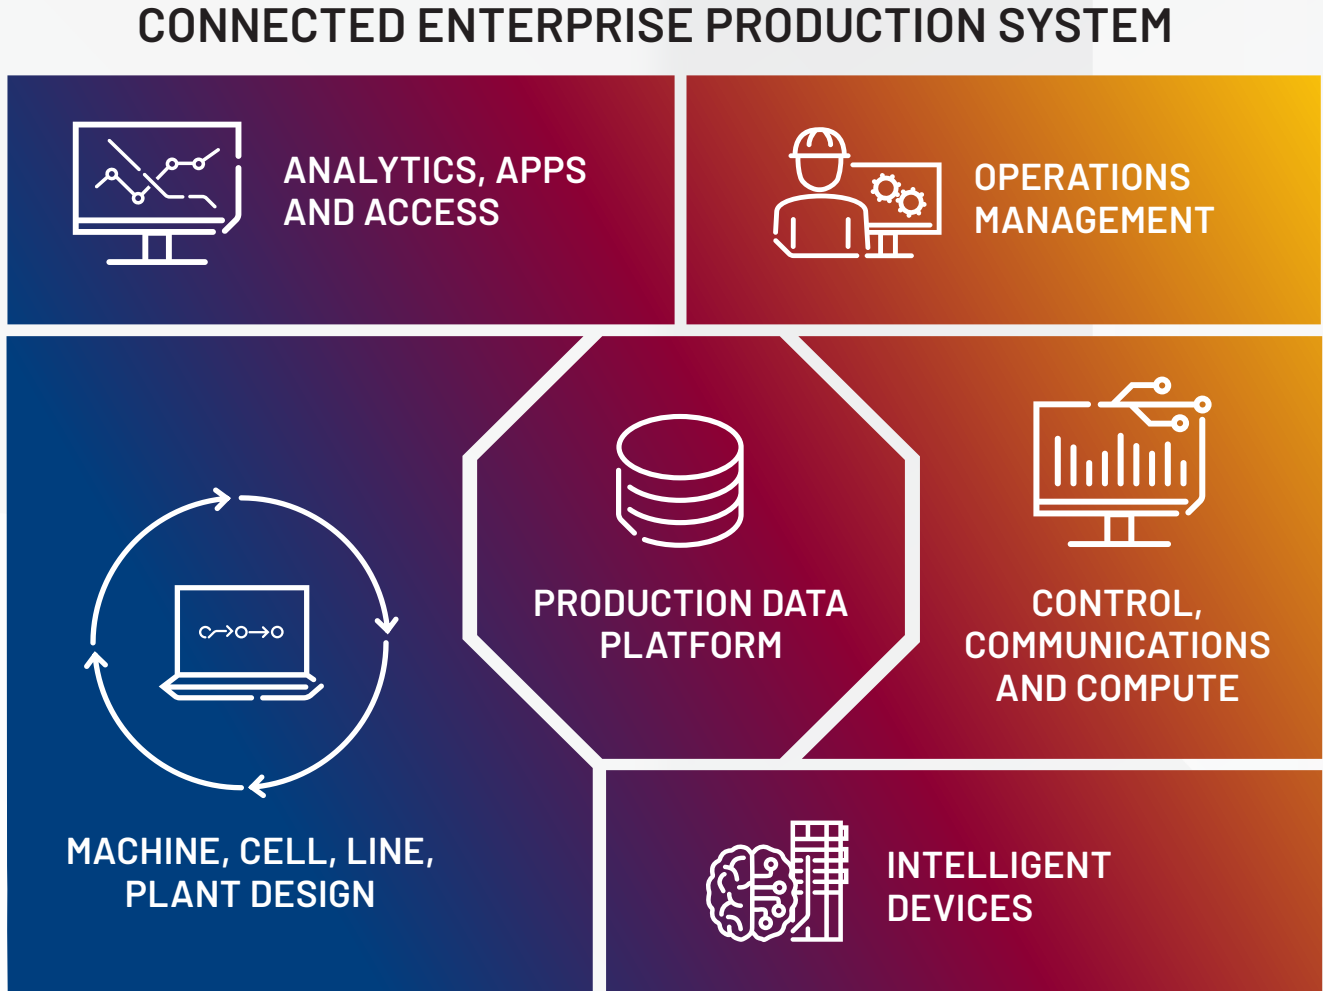 CONNECTED ENTERPRISE PRODUCTION SYSTEM
ANALYTICS, APPS
AND ACCESS
OPERATIONS
MANAGEMENT
PRODUCTION DATA
PLATFORM
CONTROL,
COMMUNICATIONS
AND COMPUTE
MACHINE, CELL, LINE,
PLANT DESIGN
INTELLIGENT
DEVICES